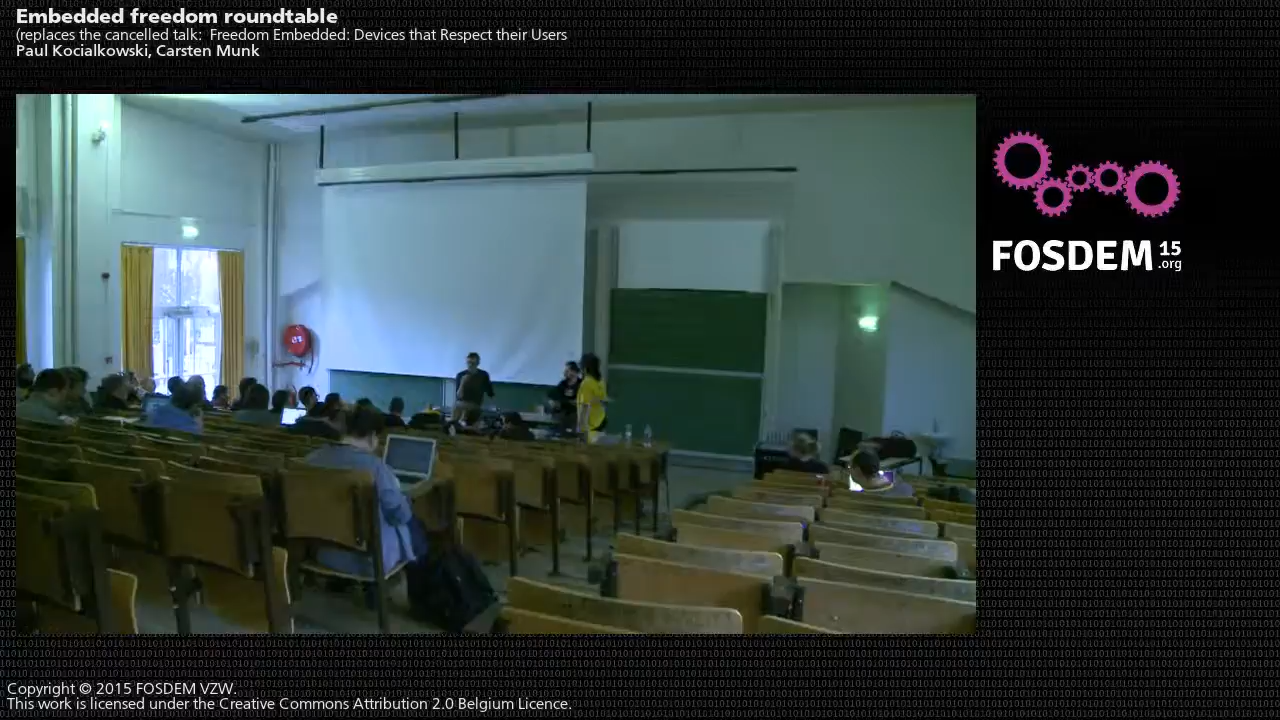 Embedded freedom roundtable
(replaces the cancelled talk:  Freedom Embedded: Devices that Respect their Users
Paul Kocialkowski, Carsten Munk
FOSDEM 15
.org
Copyright © 2015 FOSDEM VZW.
This work is licensed under the Creative Commons Attribution 2.0 Belgium Licence.